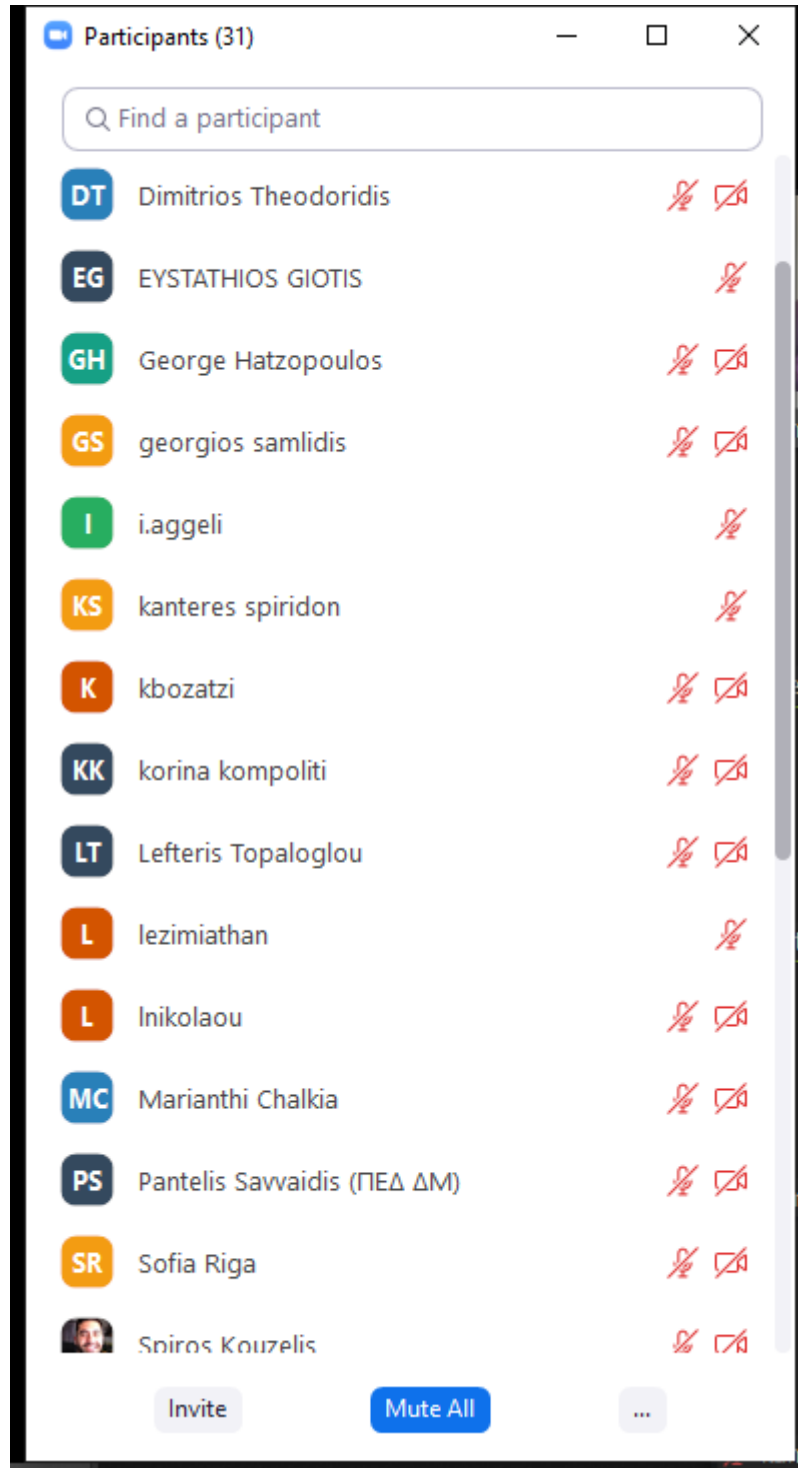 Participants (31)
Find a participant
DT Dimitrios Theodoridis
EG EYSTATHIOS GIOTIS
GH George Hatzopoulos
GS georgios samlidis
I i.aggeli
KS kanteres spiridon
K kbozatzi
KK korina kompoliti
LT Lefteris Topaloglou
L lezimiathan
L lnikolaou
MC Marianthi Chalkia
PS Pantelis Savvaidis (ΠΕΔ ΔΜ)
SR Sofia Riga
Spiros Kouzelis
Invite Mute All ...